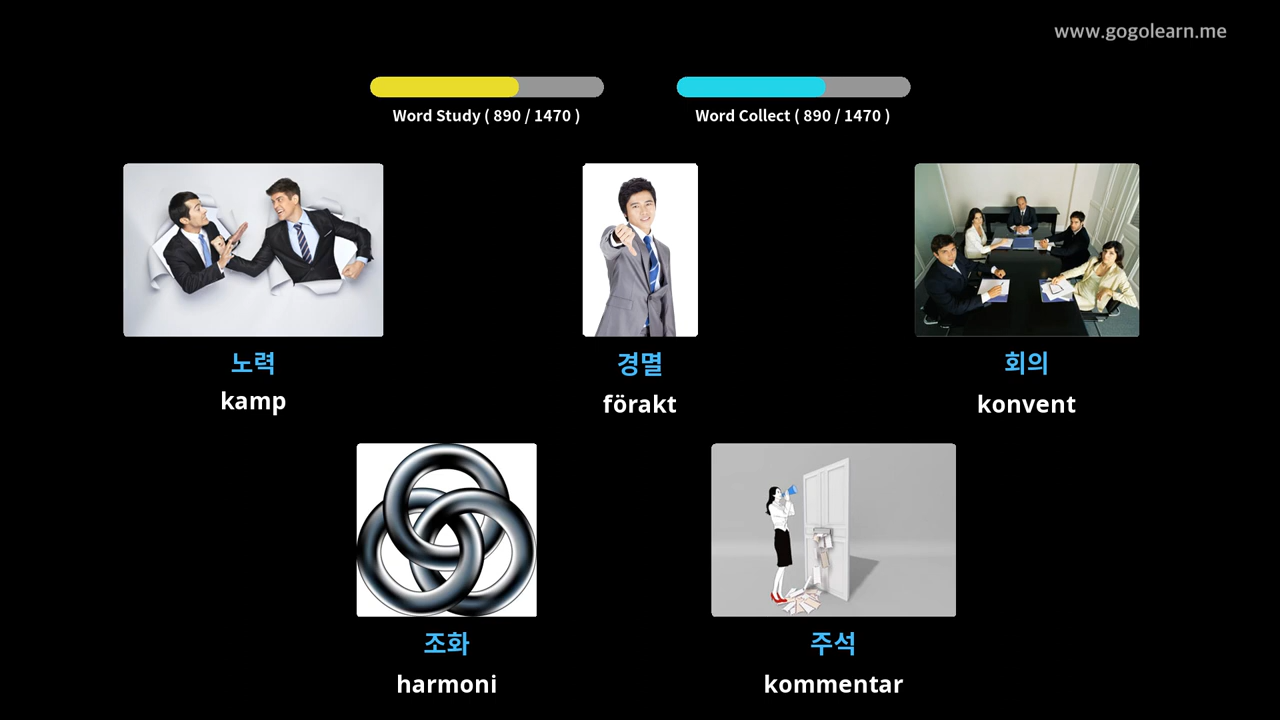 www.gogolearn.me
Word Study ( 890 / 1470 )
Word Collect ( 890 / 1470 )
노력
kamp
경멸
förakt
회의
konvent
조화
harmoni
주석
kommentar